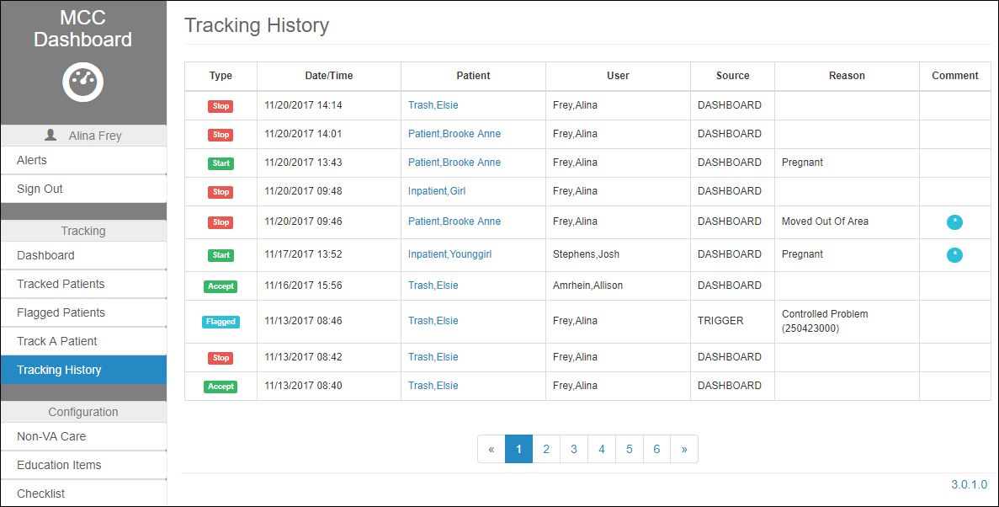 MCC
Dashboard
Alina Frey
Alerts
Sign Out
Tracking
Dashboard
Tracked Patients
Flagged Patients
Track A Patient
Tracking History
Configuration
Non-VA Care
Education Items
Checklist
Tracking History
Type Date/Time Patient User Source Reason Comment
Stop 11/20/2017 14:14 Trash,Elsie Frey,Alina DASHBOARD
Stop 11/20/2017 14:01 Patient,Brooke Anne Frey,Alina DASHBOARD
Start 11/20/2017 13:43 Patient,Brooke Anne Frey,Alina DASHBOARD Pregnant
Stop 11/20/2017 09:48 Inpatient,Girl Frey,Alina DASHBOARD
Stop 11/20/2017 09:46 Patient,Brooke Anne Frey,Alina DASHBOARD Moved Out Of Area *
Start 11/17/2017 13:52 Inpatient,Younggirl Stephens,Josh DASHBOARD Pregnant *
Accept 11/16/2017 15:56 Trash,Elsie Amrhein,Allison DASHBOARD
Flagged 11/13/2017 08:46 Trash,Elsie Frey,Alina TRIGGER Controlled Problem
(250423000)
Stop 11/13/2017 08:42 Trash,Elsie Frey,Alina DASHBOARD
Accept 11/13/2017 08:40 Trash,Elsie Frey,Alina DASHBOARD
« 1 2 3 4 5 6 »
3.0.1.0